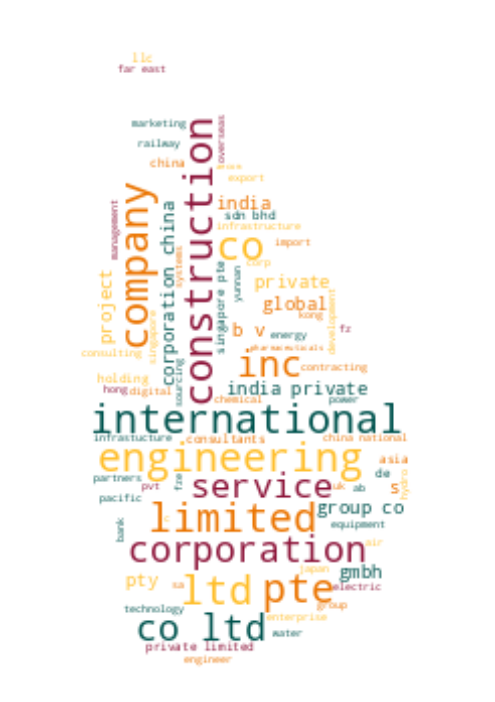 llc
far east
marketing
overseas
railway
china
export
management
company
construction
india
sdn bhd
infrastructure
corporation china
co
import
systems
corp
singapore pte
yunnan
private
project
global
development
kong
singapore
b v
energy
fz
pharmaceuticals
consulting
inc
contracting
sourcing
holding
hong
digital
india private
chemical
power
international
infrastucture
consultants
china national
engineering
asia
partners
de
hydro
pvt
fze
service
uk
ab
s
pacific
limited
group co
bank
c
equipment
corporation
air
japan
gmbh
pty
sa
ltd
pte
electric
technology
group
enterprise
co ltd
water
private limited
engineer